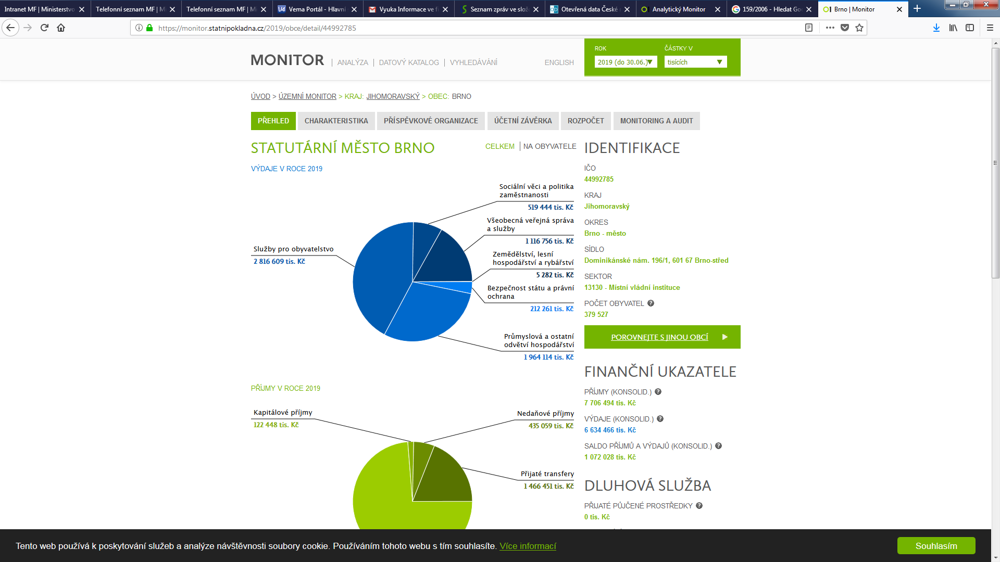 Intranet MF | Ministerstvo
Telefonní seznam MF | Mi
Telefonní seznam MF | Mi
Vema Portál - Hlavní
Vyuka Informace ve fi
Seznam zpráv ve slož
Otevřená data České
Analytický Monitor
159/2006 - Hledat Goo
Brno | Monitor
https://monitor.statnipokladna.cz/2019/obce/detail/44992785
MONITOR
ANALÝZA
DATOVÝ KATALOG
VYHLEDÁVÁNÍ
ENGLISH
ROK
2019 (do 30.06.)
ČÁSTKY V
tisících
ÚVOD > ÚZEMNÍ MONITOR > KRAJ: JIHOMORAVSKÝ > OBEC: BRNO
PŘEHLED
CHARAKTERISTIKA
PŘÍSPĚVKOVÉ ORGANIZACE
ÚČETNÍ ZÁVĚRKA
ROZPOČET
MONITORING A AUDIT
STATUTÁRNÍ MĚSTO BRNO
CELKEM
NA OBYVATELE
VÝDAJE V ROCE 2019
Sociální věci a politika
zaměstnanosti
519 444 tis. Kč
Všeobecná veřejná správa
a služby
1 116 756 tis. Kč
Zemědělství, lesní
hospodářství a rybářství
5 282 tis. Kč
Bezpečnost státu a právní
ochrana
212 261 tis. Kč
Průmyslová a ostatní
odvětví hospodářství
1 964 114 tis. Kč
Služby pro obyvatelstvo
2 816 609 tis. Kč
PŘÍJMY V ROCE 2019
Kapitálové příjmy
122 448 tis. Kč
Nedaňové příjmy
435 059 tis. Kč
Přijaté transfery
1 466 451 tis. Kč
IDENTIFIKACE
IČO
44992785
KRAJ
Jihomoravský
OKRES
Brno - město
SÍDLO
Dominikánské nám. 196/1, 601 67 Brno-střed
SEKTOR
13130 - Místní vládní instituce
POČET OBYVATEL ?
379 527
POROVNEJTE S JINOU OBCÍ
FINANČNÍ UKAZATELE
PŘÍJMY (KONSOLID.) ?
7 706 494 tis. Kč
VÝDAJE (KONSOLID.) ?
6 634 466 tis. Kč
SALDO PŘÍJMŮ A VÝDAJŮ (KONSOLID.) ?
1 072 028 tis. Kč
DLUHOVÁ SLUŽBA
PŘIJATÉ PŮJČENÉ PROSTŘEDKY ?
0 tis. Kč
Tento web používá k poskytování služeb a analýze návštěvnosti soubory cookie. Používáním tohoto webu s tím souhlasíte. Více informací
Souhlasím